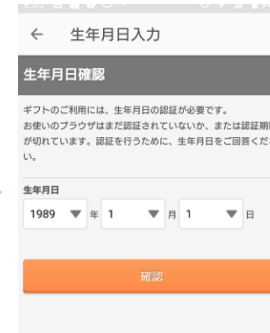 ← 生年月日入力
生年月日確認
ギフトのご利用には、生年月日の認証が必要です。
お使いのブラウザはまだ認証されていないか、または認証期
が切れています。認証を行うために、生年月日をご回答くだ
い。
生年月日
1989 ▼ 年 1 ▼ 月 1 ▼ 日
確認